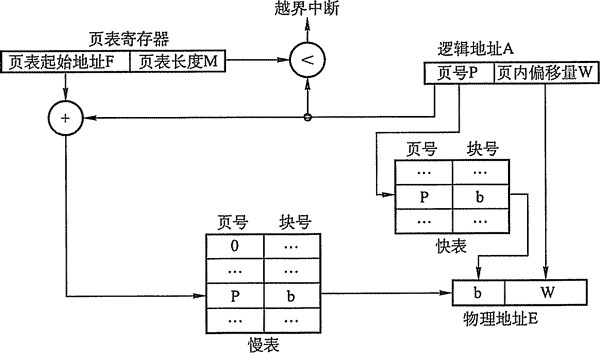 越界中断
页表寄存器
页表起始地址F 页表长度M
<
逻辑地址A
页号P 页内偏移量W
+
页号 块号
… …
P b
… …
快表
页号 块号
0 …
… …
P b
… …
慢表
b W
物理地址E